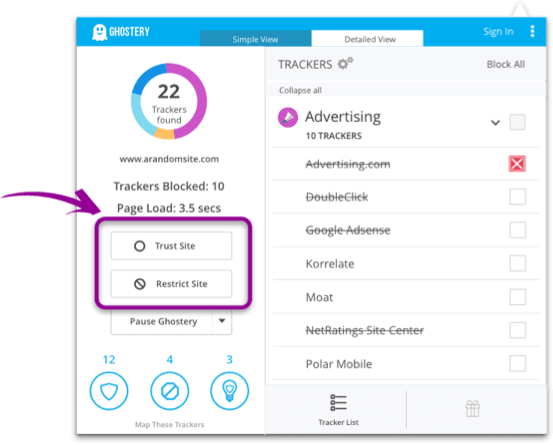 GHOSTERY
Simple View
Detailed View
Sign In
22
Trackers
found
www.arandomsite.com
Trackers Blocked: 10
Page Load: 3.5 secs
Trust Site
Restrict Site
Pause Ghostery
12 4 3
Map These Trackers
TRACKERS
Block All
Collapse all
Advertising
10 TRACKERS
Advertising.com
DoubleClick
Google Adsense
Korrelate
Moat
NetRatings Site Center
Polar Mobile
Tracker List